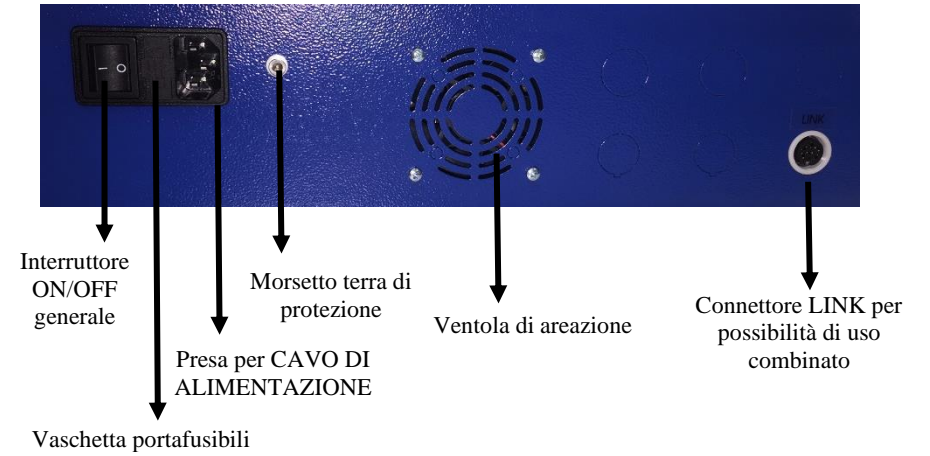 I O
LINK
Interruttore
ON/OFF
generale
Morsetto terra di
protezione
Ventola di areazione
Connettore LINK per
possibilità di uso
combinato
Presa per CAVO DI
ALIMENTAZIONE
Vaschetta portafusibili